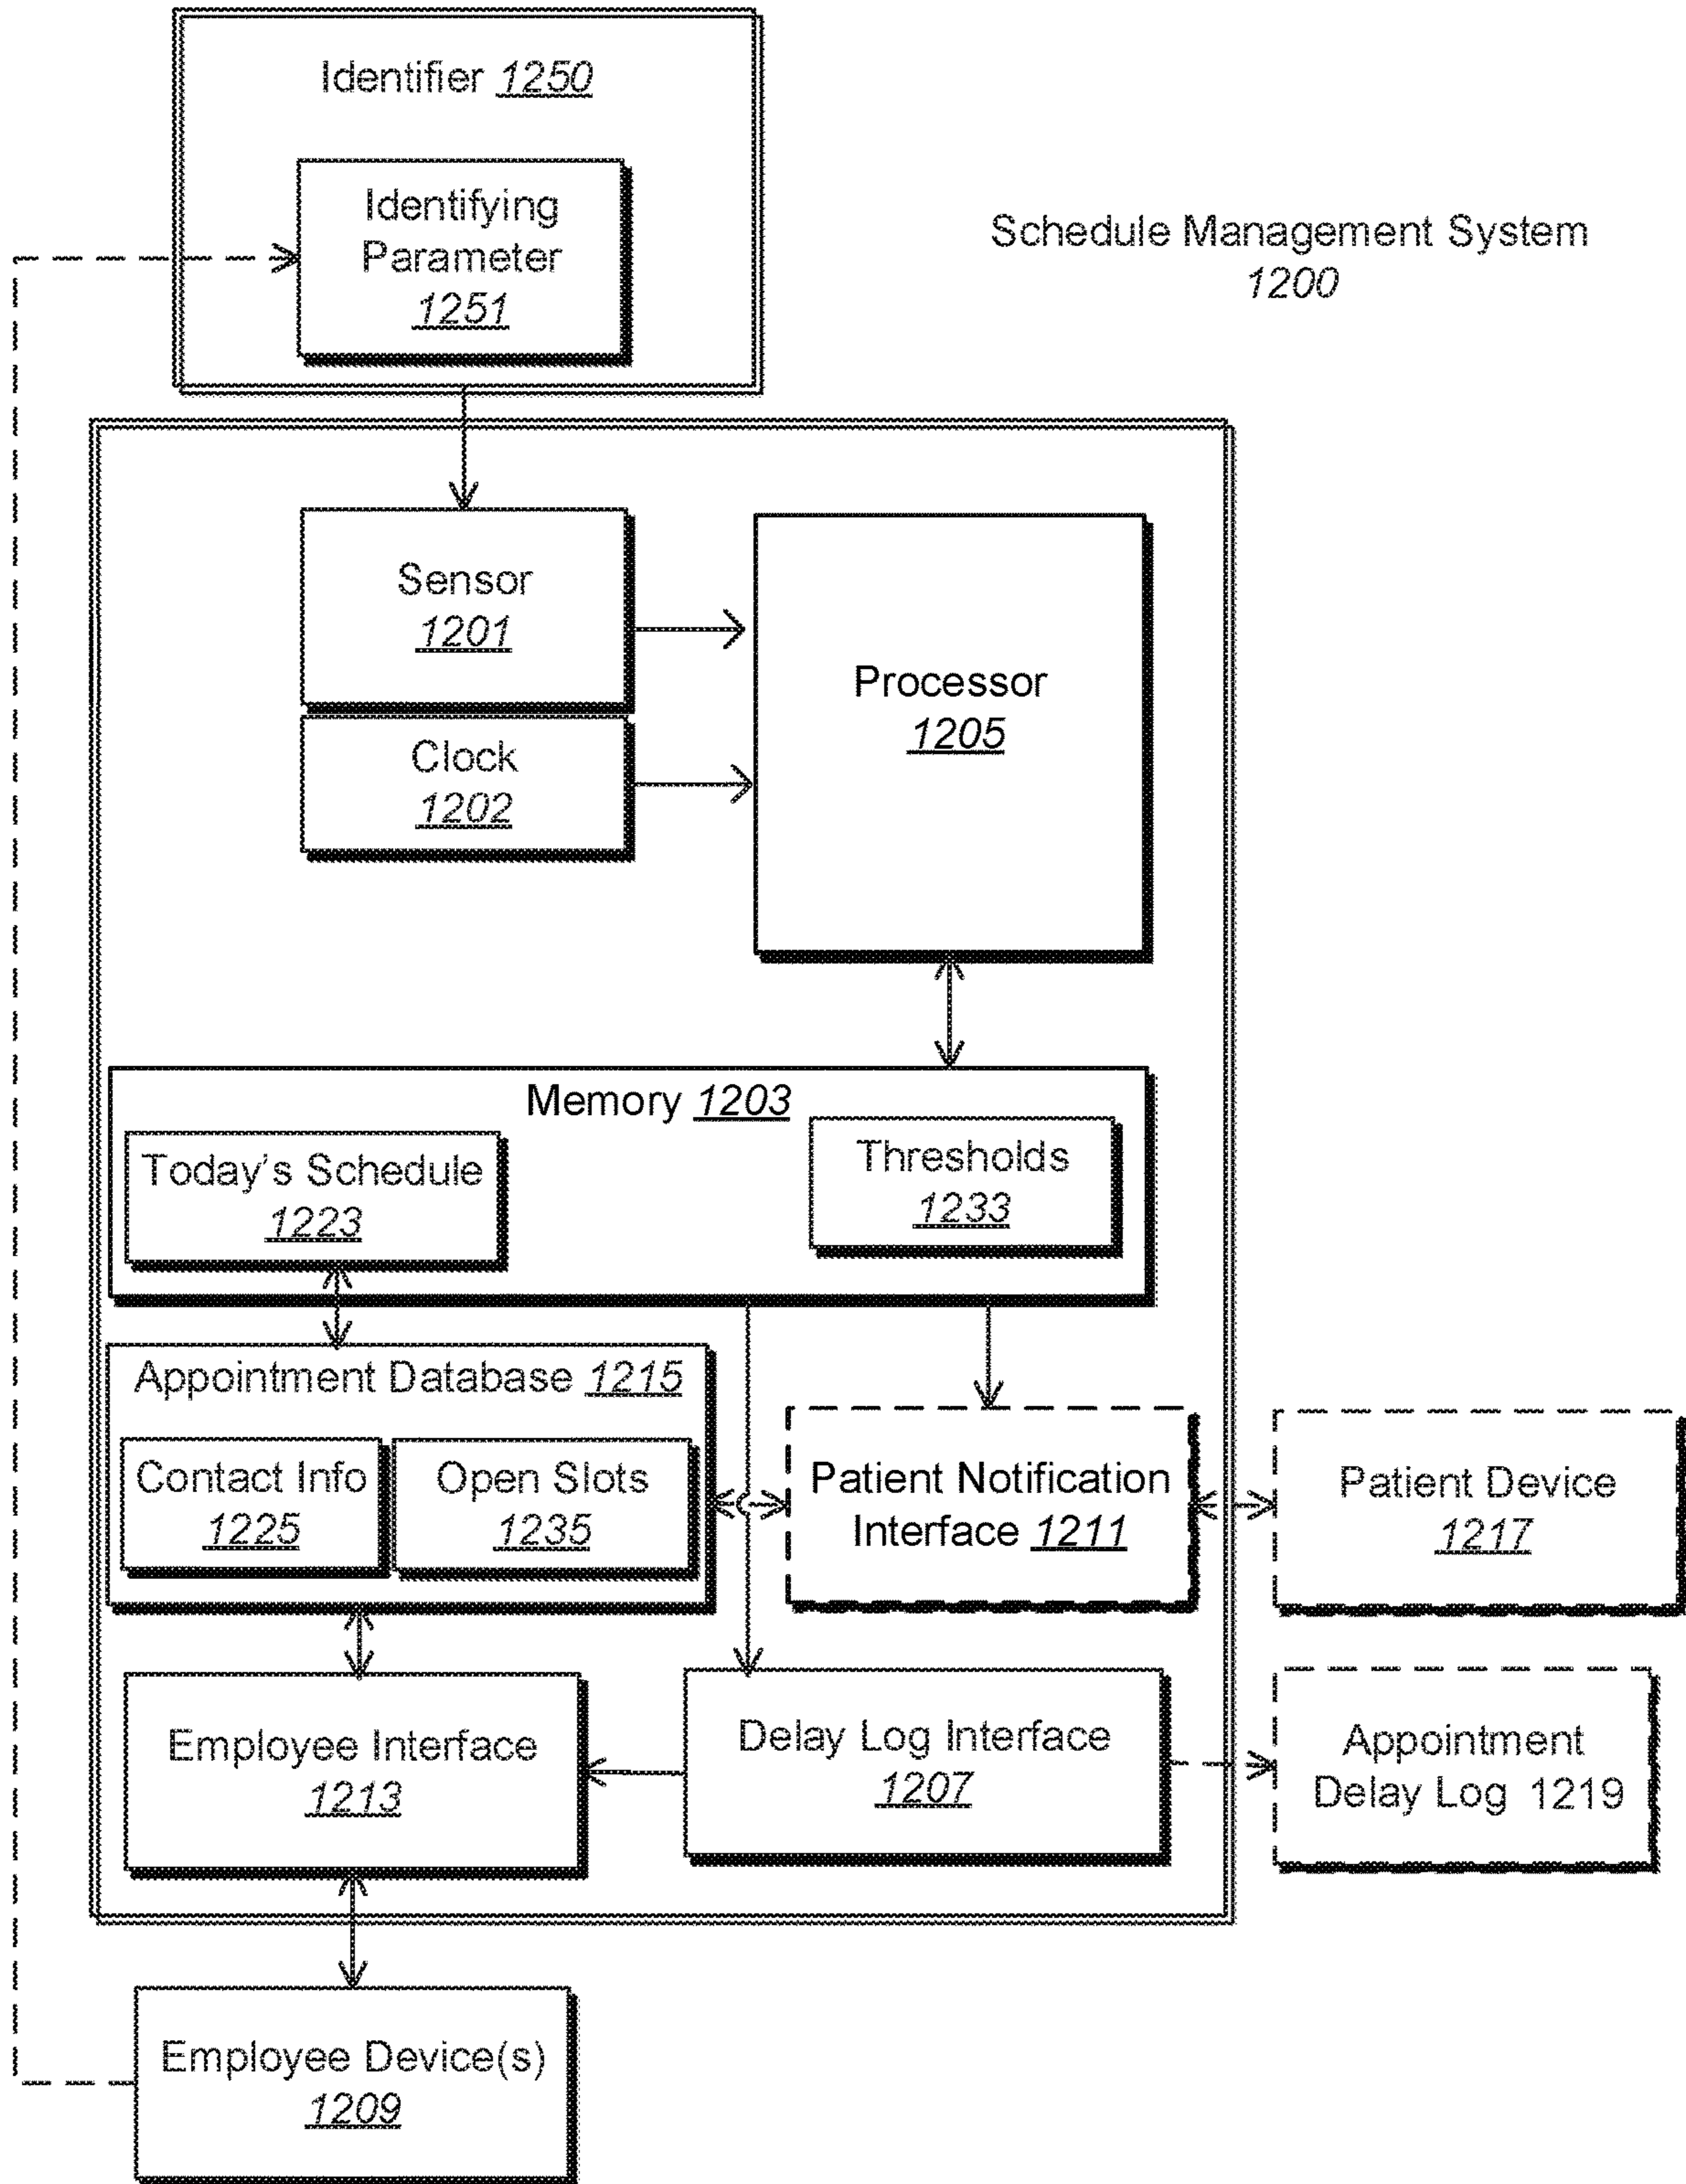 Identifier 1250
Identifying
Parameter
1251
Schedule Management System
1200
Sensor
1201
Clock
1202
Processor
1205
Memory 1203
Today's Schedule
1223
Thresholds
1233
Appointment Database 1215
Contact Info
1225
Open Slots
1235
Patient Notification
Interface 1211
Patient Device
1217
Employee Interface
1213
Delay Log Interface
1207
Appointment
Delay Log 1219
Employee Device(s)
1209